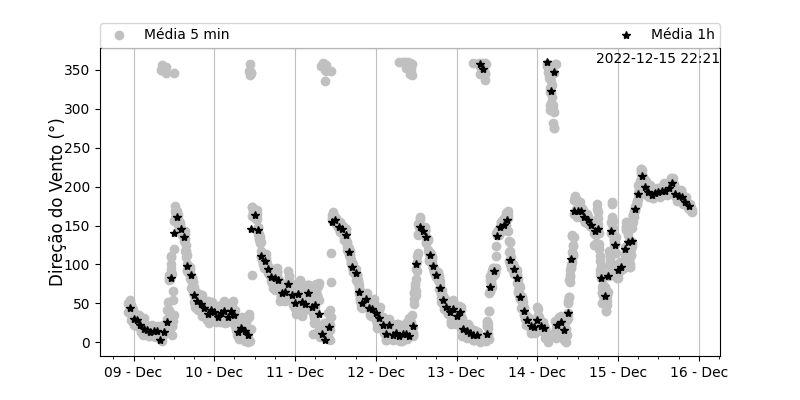 Média 5 min
Média 1h
2022-12-15 22:21
Direção do Vento (°)
350
300
250
200
150
100
50
0
09 - Dec
10 - Dec
11 - Dec
12 - Dec
13 - Dec
14 - Dec
15 - Dec
16 - Dec